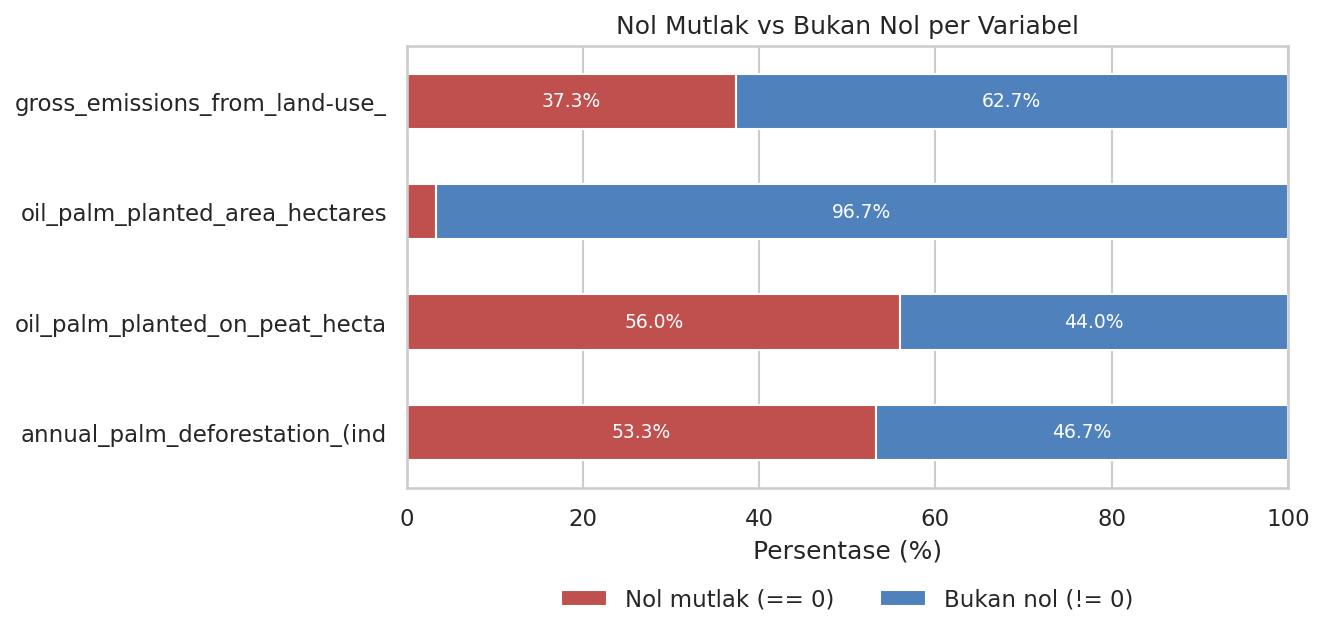 Nol Mutlak vs Bukan Nol per Variabel
gross_emissions_from_land-use_
37.3%
62.7%
oil_palm_planted_area_hectares
96.7%
oil_palm_planted_on_peat_hecta
56.0%
44.0%
annual_palm_deforestation_(ind
53.3%
46.7%
0 20 40 60 80 100
Persentase (%)
Nol mutlak (== 0) Bukan nol (!= 0)